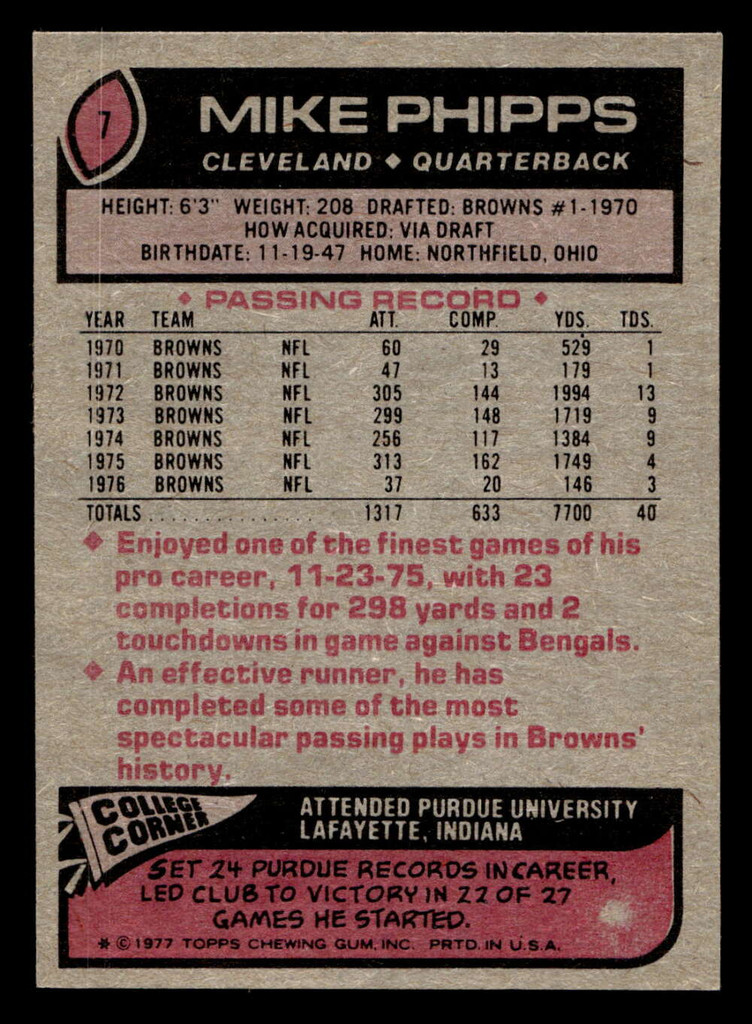 7
MIKE PHIPPS
CLEVELAND ◆ QUARTERBACK
HEIGHT: 6'3" WEIGHT: 208 DRAFTED: BROWNS #1-1970
HOW ACQUIRED: VIA DRAFT
BIRTHDATE: 11-19-47 HOME: NORTHFIELD, OHIO
◆ PASSING RECORD ◆
YEAR TEAM ATT. COMP. YDS. TDS.
1970 BROWNS NFL 60 29 529 1
1971 BROWNS NFL 47 13 179 1
1972 BROWNS NFL 305 144 1994 13
1973 BROWNS NFL 299 148 1719 9
1974 BROWNS NFL 256 117 1384 9
1975 BROWNS NFL 313 162 1749 4
1976 BROWNS NFL 37 20 146 3
TOTALS . . . . . . . . . . . . . . . . 1317 633 7700 40
◆ Enjoyed one of the finest games of his
pro career, 11-23-75, with 23
completions for 298 yards and 2
touchdowns in game against Bengals.
◆ An effective runner, he has
completed some of the most
spectacular passing plays in Browns'
history.
COLLEGE
CORNER
ATTENDED PURDUE UNIVERSITY
LAFAYETTE, INDIANA
SET 24 PURDUE RECORDS IN CAREER,
LED CLUB TO VICTORY IN 22 OF 27
GAMES HE STARTED.
* © 1977 TOPPS CHEWING GUM, INC. PRTD. IN U.S.A.